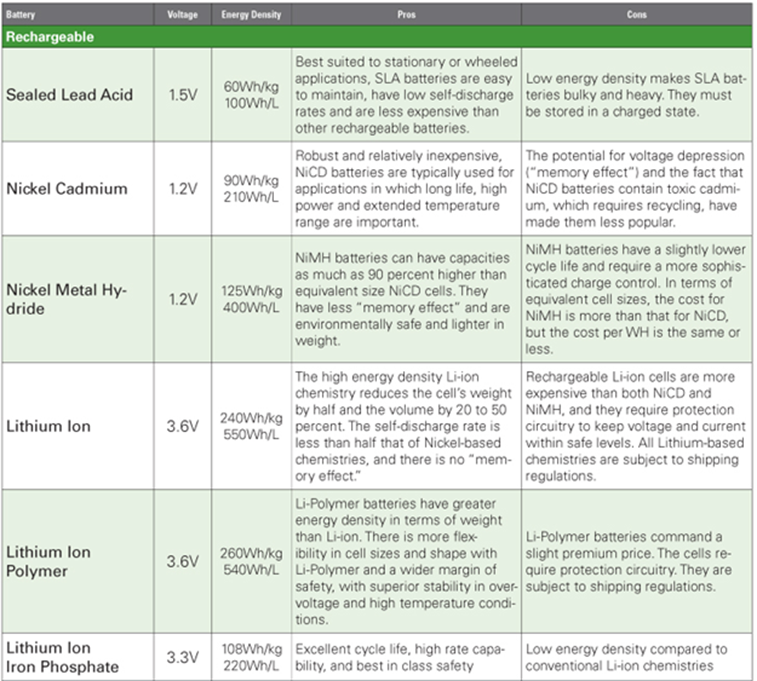 Battery Voltage Energy Density Pros Cons
Rechargeable
Sealed Lead Acid
1.5V
60Wh/kg
100Wh/L
Best suited to stationary or wheeled
applications, SLA batteries are easy
to maintain, have low self-discharge
rates and are less expensive than
other rechargeable batteries.
Low energy density makes SLA bat-
teries bulky and heavy. They must
be stored in a charged state.
Nickel Cadmium
1.2V
90Wh/kg
210Wh/L
Robust and relatively inexpensive,
NiCD batteries are typically used for
applications in which long life, high
power and extended temperature
range are important.
The potential for voltage depression
(“memory effect”) and the fact that
NiCD batteries contain toxic cadmi-
um, which requires recycling, have
made them less popular.
Nickel Metal Hy-
dride
1.2V
125Wh/kg
400Wh/L
NiMH batteries can have capacities
as much as 90 percent higher than
equivalent size NiCD cells. They
have less “memory effect” and are
environmentally safe and lighter in
weight.
NiMH batteries have a slightly lower
cycle life and require a more sophis-
ticated charge control. In terms of
equivalent cell sizes, the cost for
NiMH is more than that for NiCD,
but the cost per WH is the same or
less.
Lithium Ion
3.6V
240Wh/kg
550Wh/L
The high energy density Li-ion
chemistry reduces the cell’s weight
by half and the volume by 20 to 50
percent. The self-discharge rate is
less than half that of Nickel-based
chemistries, and there is no “mem-
ory effect.”
Rechargeable Li-ion cells are more
expensive than both NiCD and
NiMH, and they require protection
circuitry to keep voltage and current
within safe levels. All Lithium-based
chemistries are subject to shipping
regulations.
Lithium Ion
Polymer
3.6V
260Wh/kg
540Wh/L
Li-Polymer batteries have greater
energy density in terms of weight
than Li-ion. There is more flex-
ibility in cell sizes and shape with
Li-Polymer and a wider margin of
safety, with superior stability in over-
voltage and high temperature condi-
tions.
Li-Polymer batteries command a
slight premium price. The cells re-
quire protection circuitry. They are
subject to shipping regulations.
Lithium Ion
Iron Phosphate
3.3V
108Wh/kg
220Wh/L
Excellent cycle life, high rate capa-
bility, and best in class safety
Low energy density compared to
conventional Li-ion chemistries